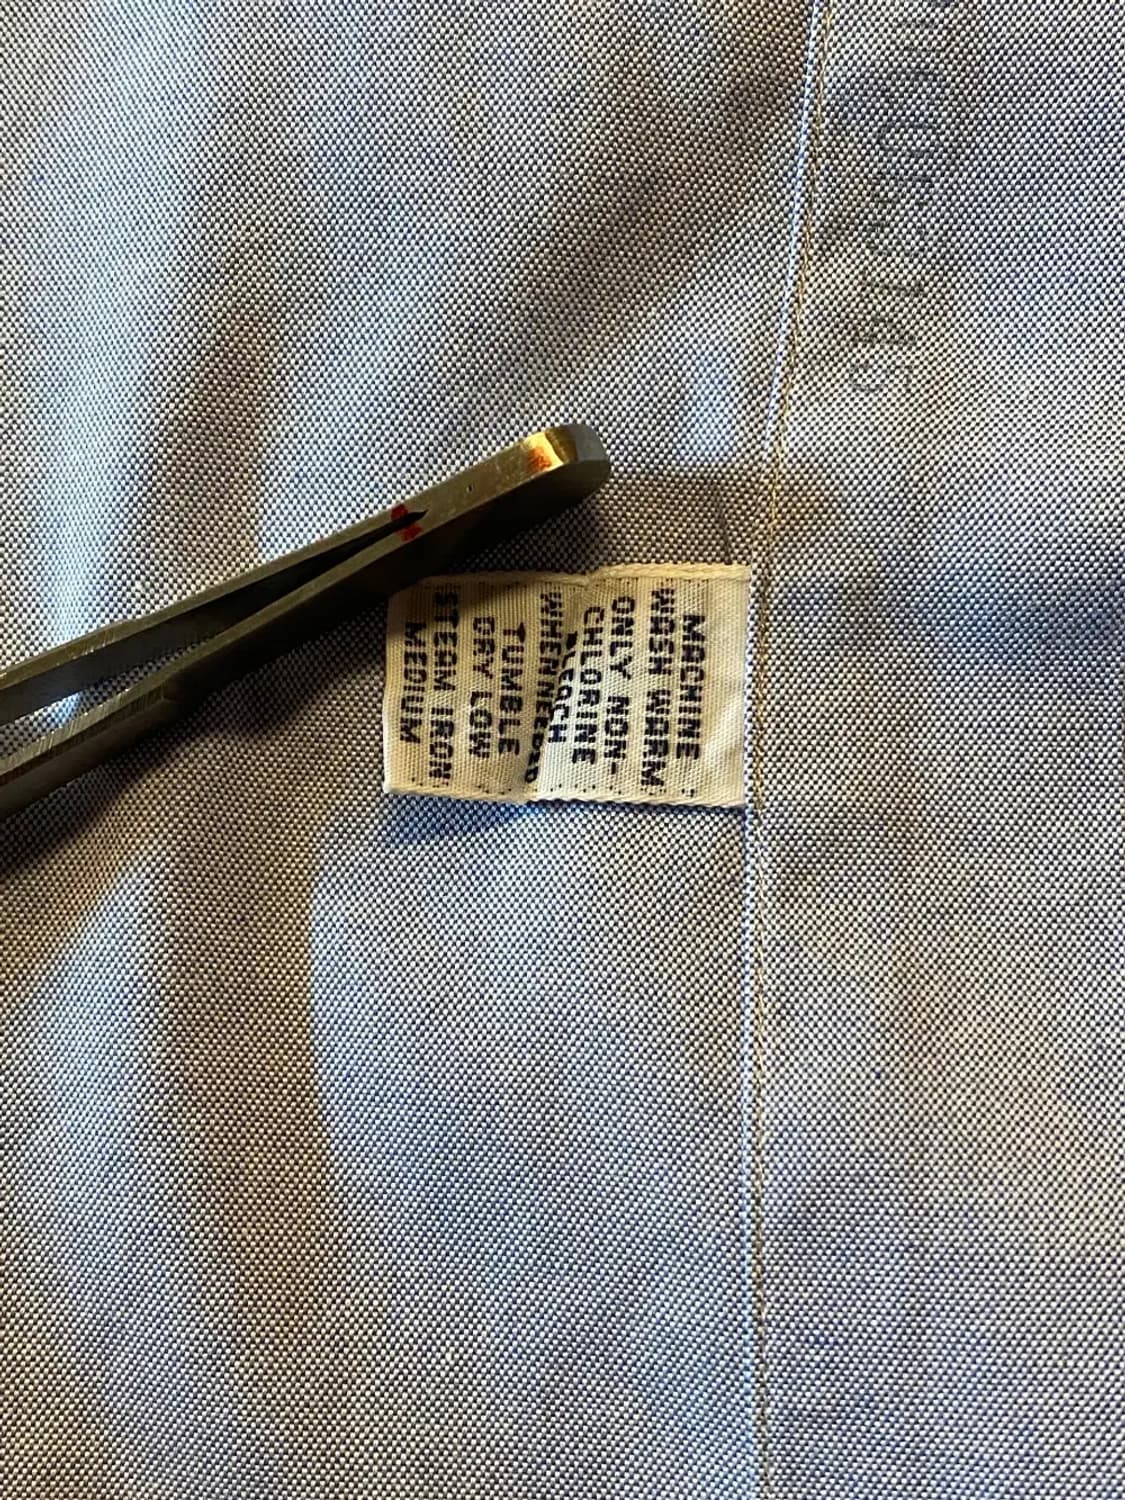 MACHINE
WASH WARM
ONLY NON-
CHLORINE
BLEACH
WHEN NEEDED
TUMBLE
DRY LOW
STEAM IRON
MEDIUM